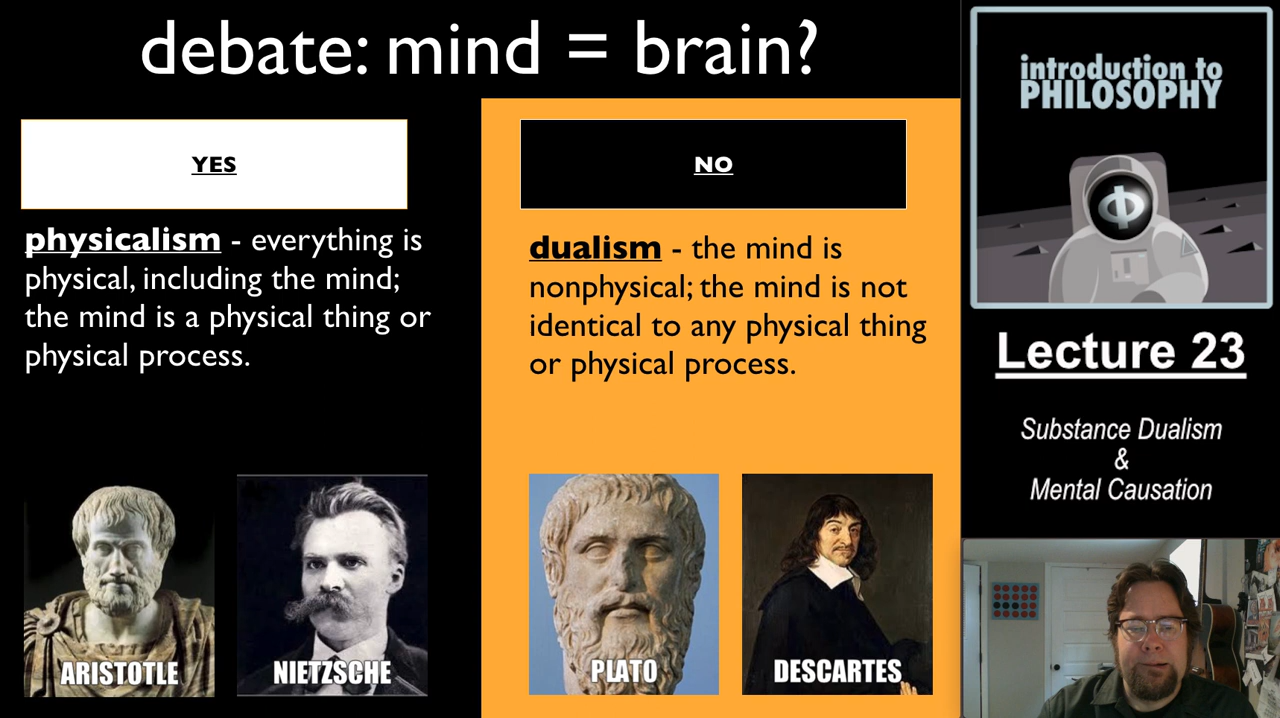 debate: mind = brain?
YES
physicalism - everything is
physical, including the mind;
the mind is a physical thing or
physical process.
ARISTOTLE
NIETZSCHE
NO
dualism - the mind is
nonphysical; the mind is not
identical to any physical thing
or physical process.
PLATO
DESCARTES
introduction to
PHILOSOPHY
Φ
Lecture 23
Substance Dualism
&
Mental Causation